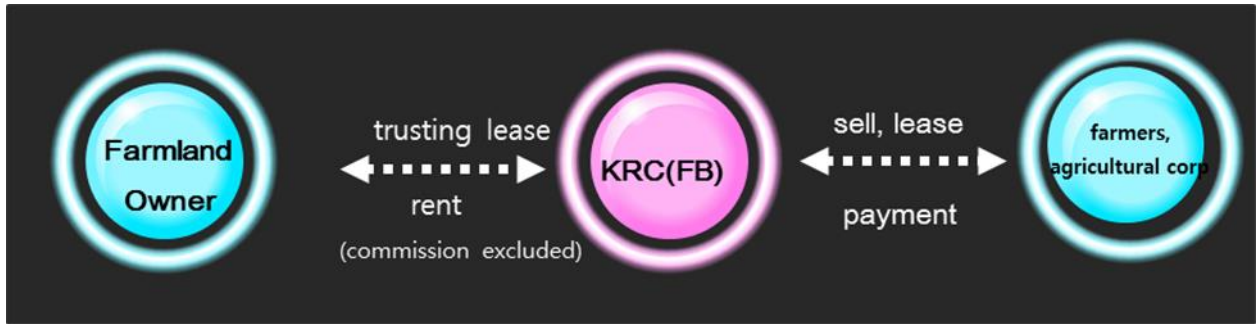 Farmland
Owner
trusting lease
rent
(commission excluded)
KRC(FB)
sell, lease
payment
farmers,
agricultural corp